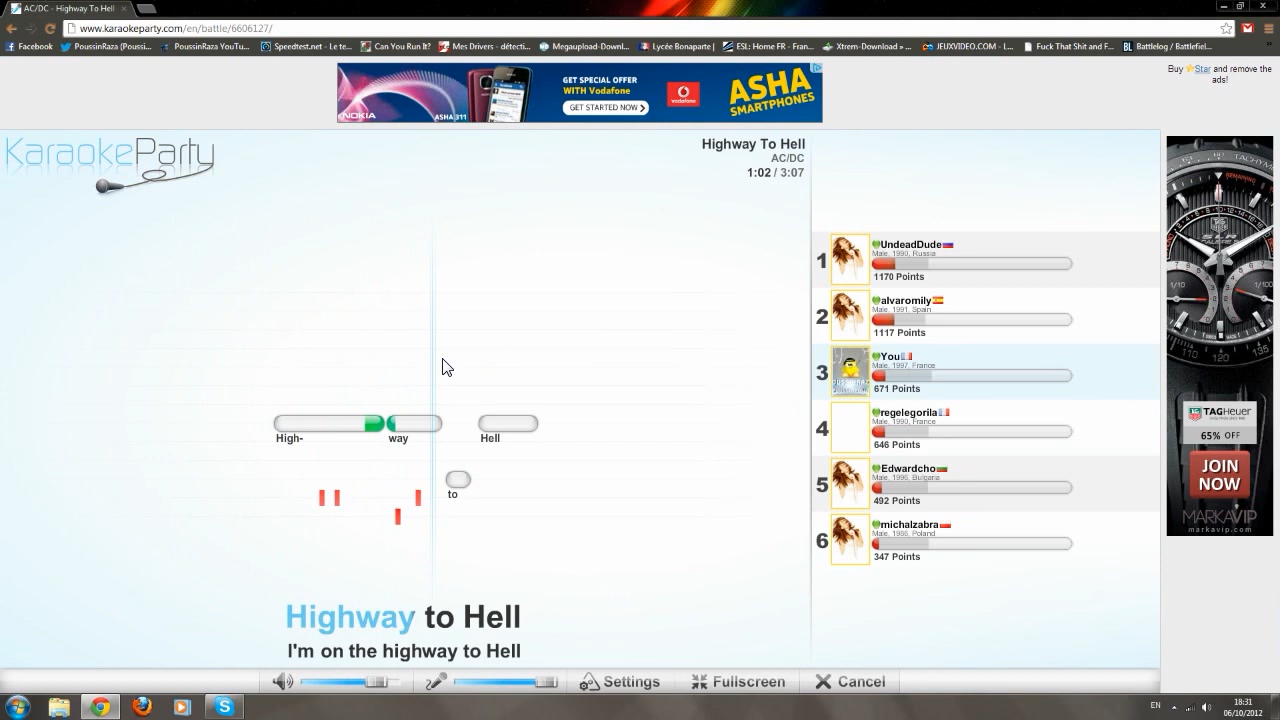 AC/DC - Highway To Hell
www.karaokeparty.com/en/battle/6606127/
Facebook
PoussinRaza (Poussi...
PoussinRaza YouTu...
Speedtest.net - Le te...
Can You Run It?
Mes Drivers - détecti...
Megaupload-Downl...
Lycée Bonaparte |
ESL: Home FR - Fran...
Xtrem-Download » ...
JEUXVIDEO.COM - L...
Fuck That Shit and F...
Battlelog / Battlefiel...
NOKIA
ASHA 311
GET SPECIAL OFFER
WITH Vodafone
GET STARTED NOW
vodafone
ASHA
SMARTPHONES
Buy Star and remove the
ads!
KaraokeParty
Highway To Hell
AC/DC
1:02 / 3:07
1
UndeadDude
Male, 1990, Russia
1170 Points
2
alvaromily
Male, 1991, Spain
1117 Points
3
You
Male, 1997, France
671 Points
4
regelegorila
Male, 1990, France
646 Points
5
Edwardcho
Male, 1996, Bulgaria
492 Points
6
michalzabra
Male, 1986, Poland
347 Points
High-
way
Hell
to
Highway to Hell
I'm on the highway to Hell
Settings
Fullscreen
Cancel
TAGHeuer
65% OFF
JOIN
NOW
MARKAVIP
markavip.com
EN
18:31
06/10/2012